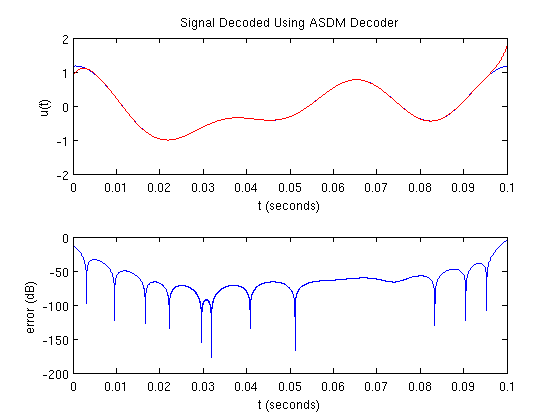 Signal Decoded Using ASDM Decoder
2
1
0
-1
-2
u(t)
0 0.01 0.02 0.03 0.04 0.05 0.06 0.07 0.08 0.09 0.1
t (seconds)
0
-50
-100
-150
-200
error (dB)
0 0.01 0.02 0.03 0.04 0.05 0.06 0.07 0.08 0.09 0.1
t (seconds)